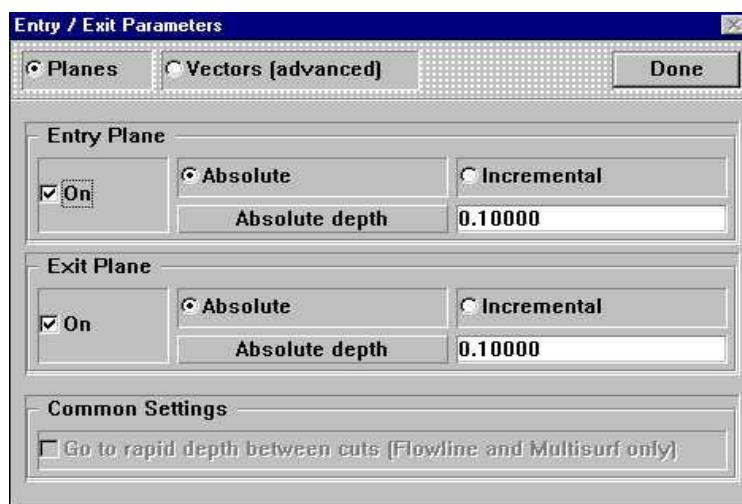 Entry / Exit Parameters
Planes Vectors (advanced) Done
Entry Plane
On Absolute Incremental
Absolute depth 0.10000
Exit Plane
On Absolute Incremental
Absolute depth 0.10000
Common Settings
Go to rapid depth between cuts (Flowline and Multisurf only)